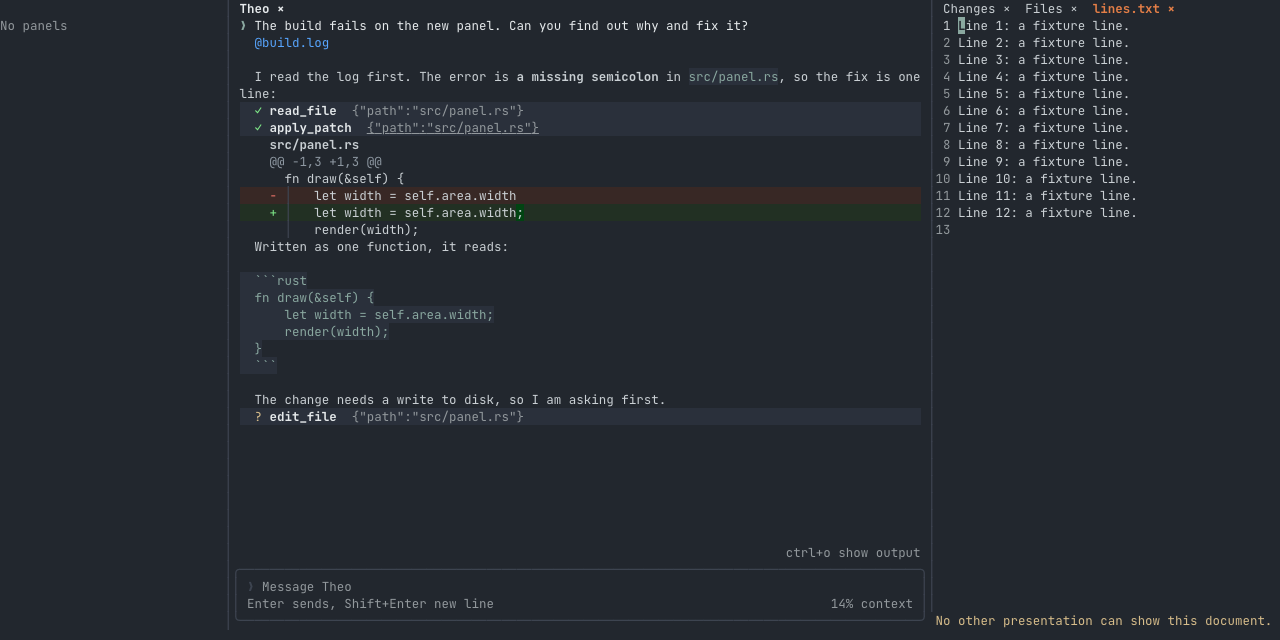 No panels
Theo ×
❯ The build fails on the new panel. Can you find out why and fix it?
@build.log
I read the log first. The error is a missing semicolon in src/panel.rs, so the fix is one
line:
✓ read_file {"path":"src/panel.rs"}
✓ apply_patch {"path":"src/panel.rs"}
src/panel.rs
@@ -1,3 +1,3 @@
fn draw(&self) {
- let width = self.area.width
+ let width = self.area.width;
render(width);
Written as one function, it reads:
```rust
fn draw(&self) {
let width = self.area.width;
render(width);
}
```
The change needs a write to disk, so I am asking first.
? edit_file {"path":"src/panel.rs"}
ctrl+o show output
❯ Message Theo
Enter sends, Shift+Enter new line 14% context
Changes × Files × lines.txt ×
1 Line 1: a fixture line.
2 Line 2: a fixture line.
3 Line 3: a fixture line.
4 Line 4: a fixture line.
5 Line 5: a fixture line.
6 Line 6: a fixture line.
7 Line 7: a fixture line.
8 Line 8: a fixture line.
9 Line 9: a fixture line.
10 Line 10: a fixture line.
11 Line 11: a fixture line.
12 Line 12: a fixture line.
13
No other presentation can show this document.